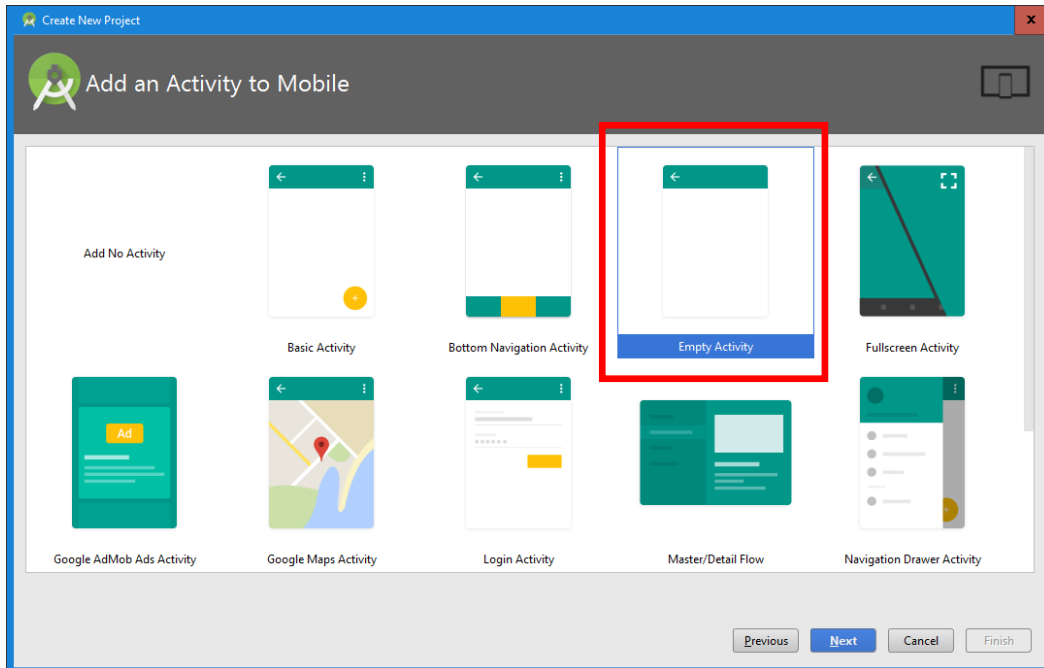 Create New Project
x
Add an Activity to Mobile
Add No Activity
Basic Activity
Bottom Navigation Activity
Empty Activity
Fullscreen Activity
Ad
Google AdMob Ads Activity
Google Maps Activity
Login Activity
Master/Detail Flow
Navigation Drawer Activity
Previous
Next
Cancel
Finish